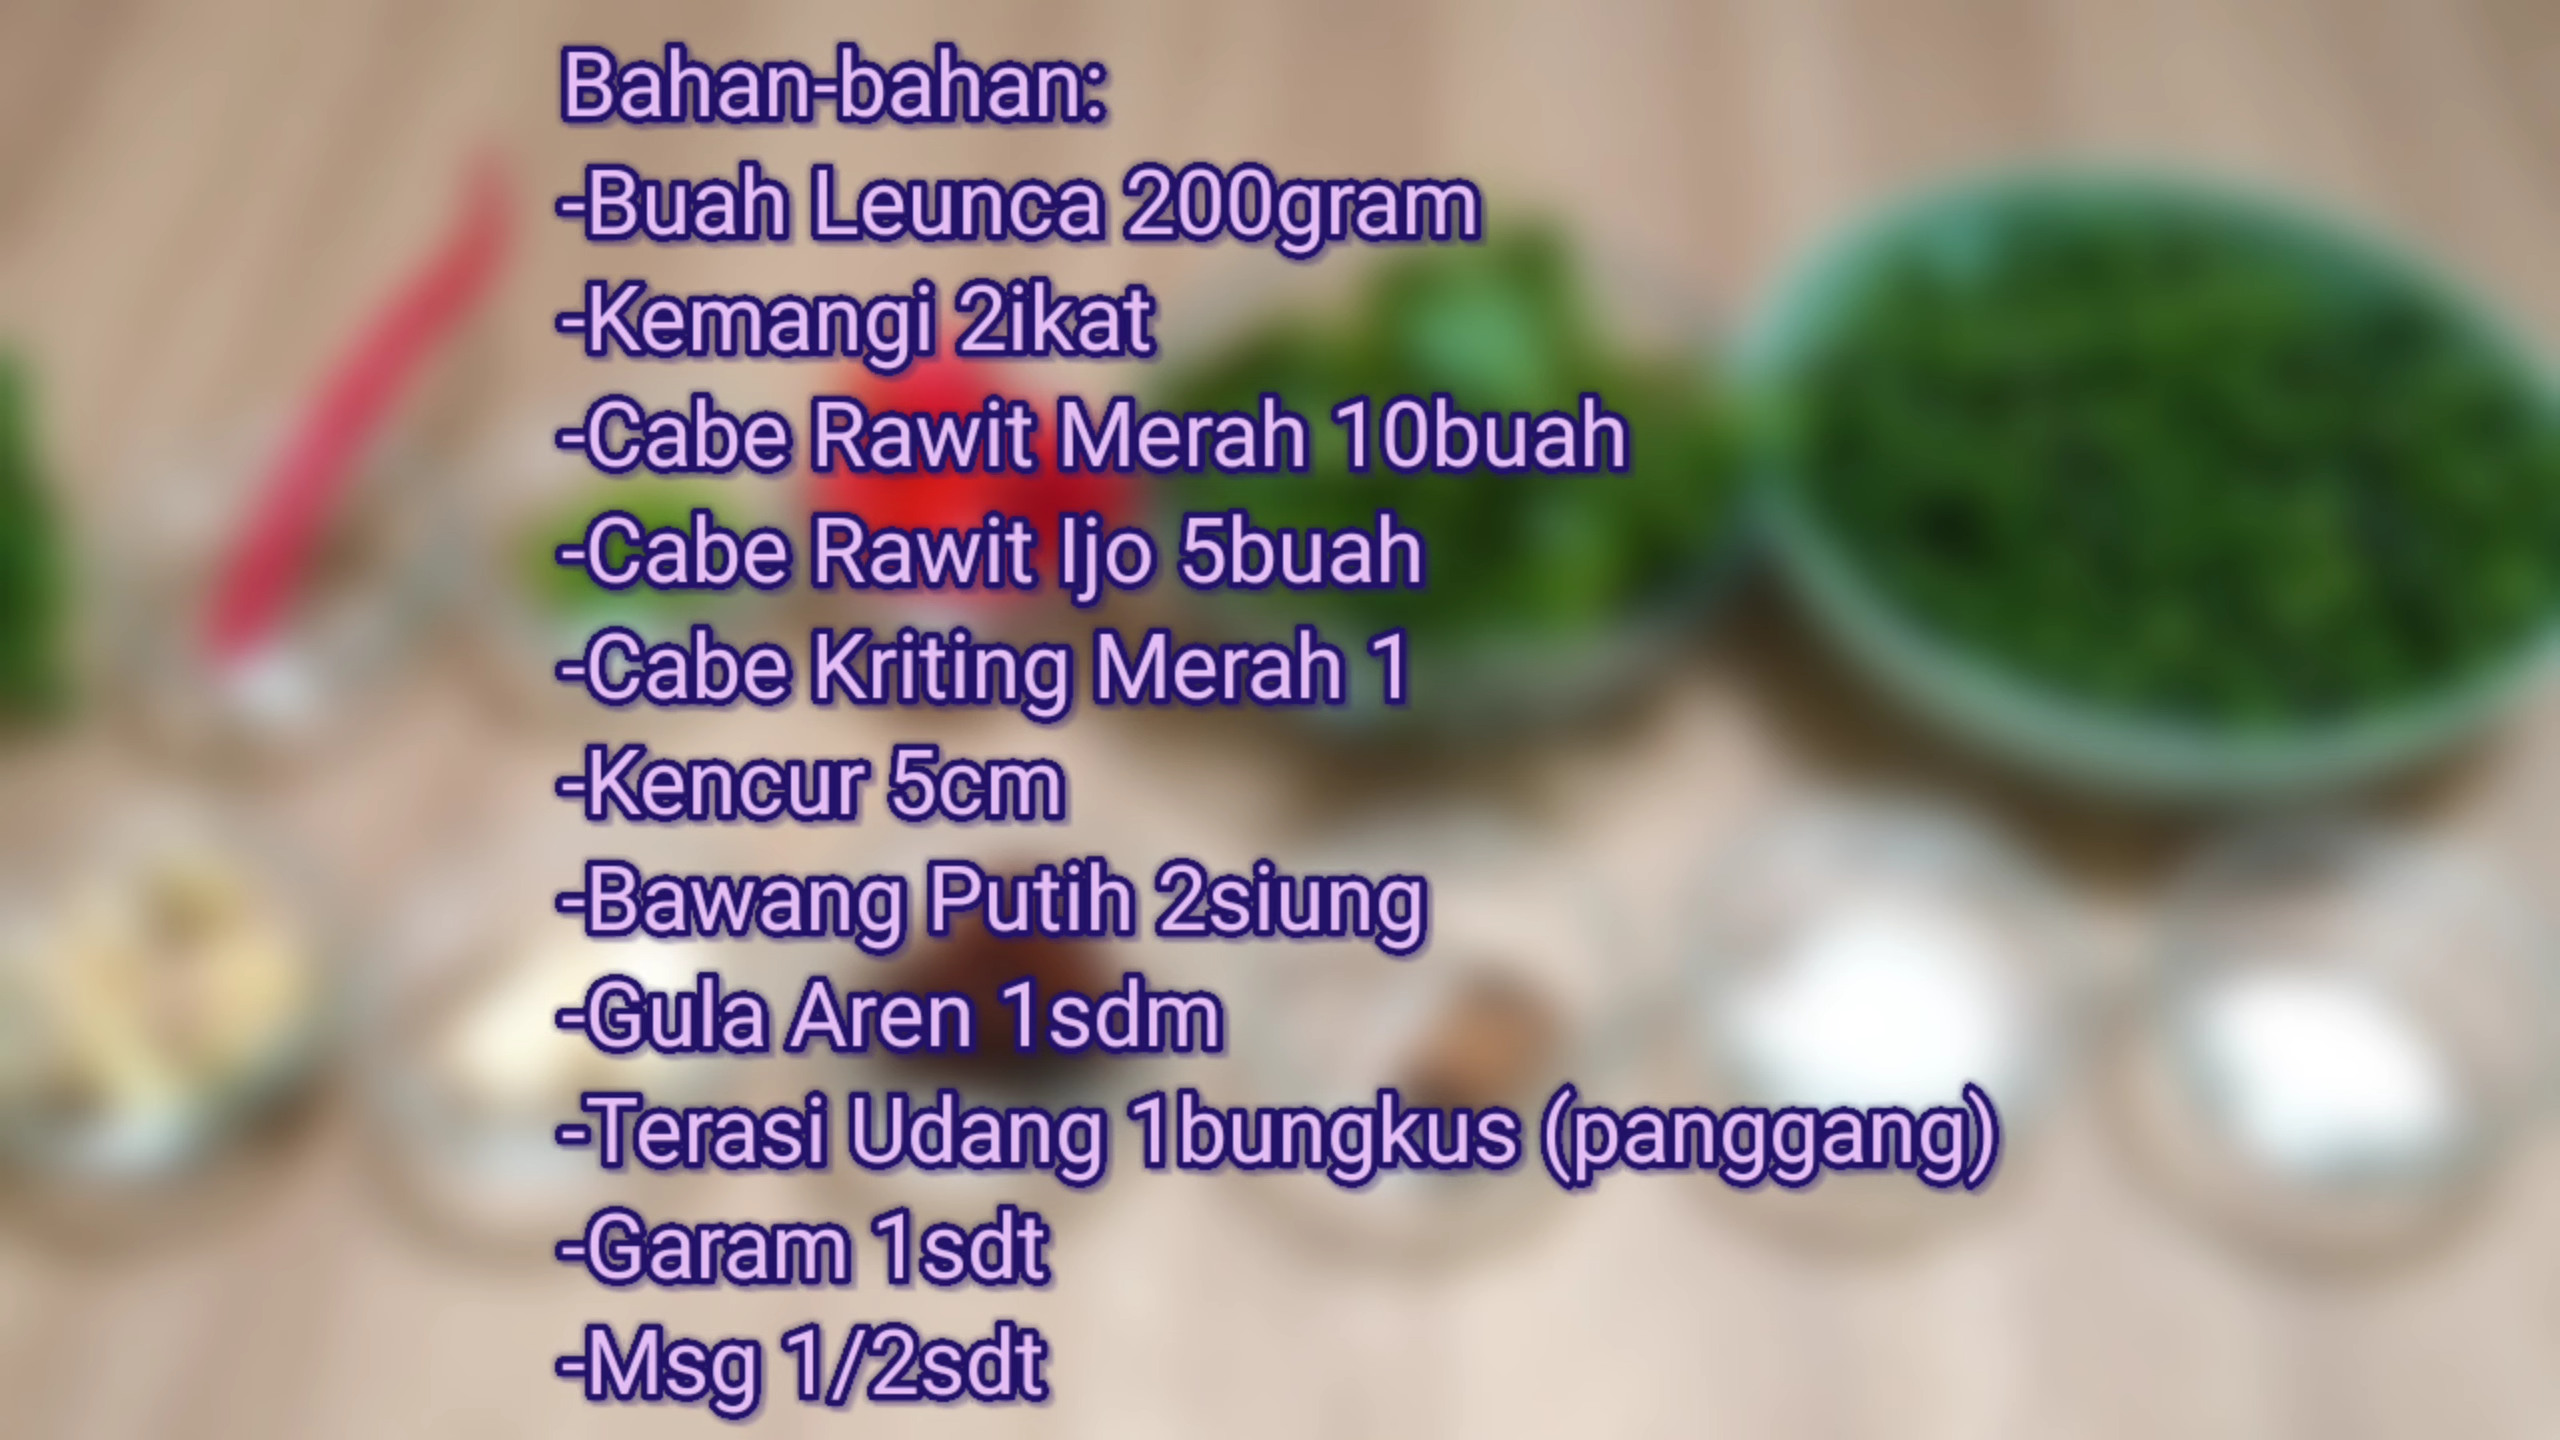 Bahan-bahan:
-Buah Leunca 200gram
-Kemangi 2ikat
-Cabe Rawit Merah 10buah
-Cabe Rawit Ijo 5buah
-Cabe Kriting Merah 1
-Kencur 5cm
-Bawang Putih 2siung
-Gula Aren 1sdm
-Terasi Udang 1bungkus (panggang)
-Garam 1sdt
-Msg 1/2sdt